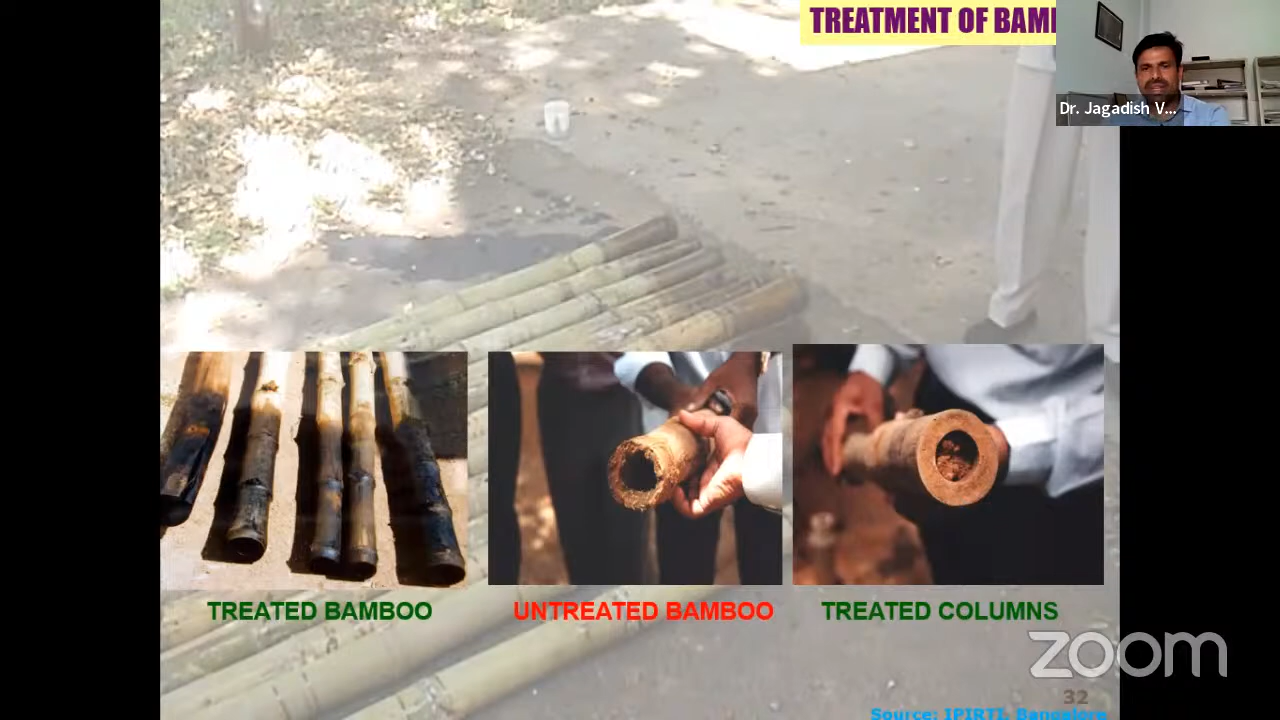 TREATMENT OF BAM
Dr. Jagadish V...
TREATED BAMBOO
UNTREATED BAMBOO
TREATED COLUMNS
zoom
32
Source: IPIRTI, Bangalore